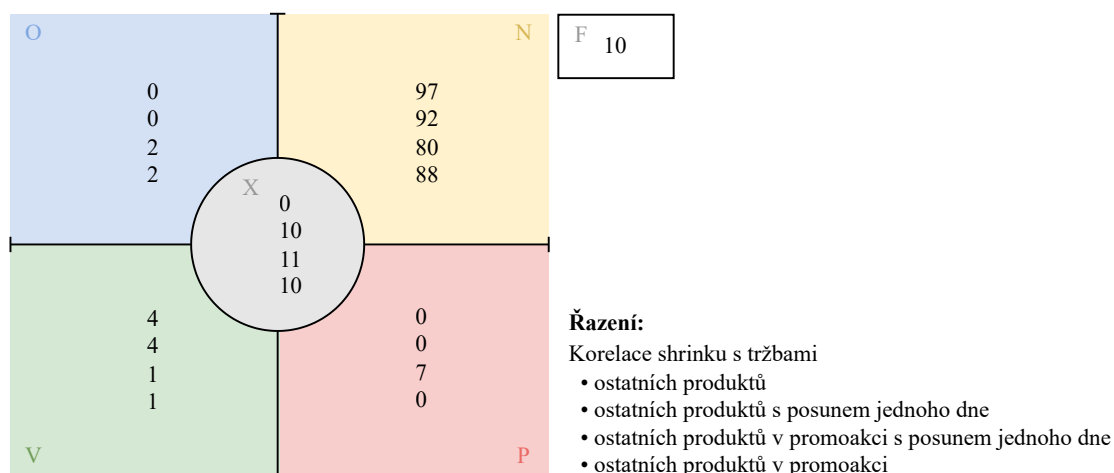 O
N
F
10
0
0
2
2
97
92
80
88
X
0
10
11
10
4
4
1
1
0
0
7
0
V
P
Řazení:
Korelace shrinku s tržbami
• ostatních produktů
• ostatních produktů s posunem jednoho dne
• ostatních produktů v promoakci s posunem jednoho dne
• ostatních produktů v promoakci